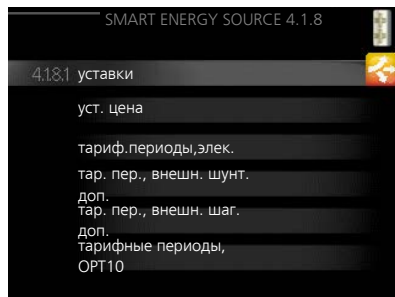 SMART ENERGY SOURCE 4.1.8
4.1.8.1 уставки
уст. цена
тариф.периоды,элек.
тар. пер., внешн. шунт.
доп.
тар. пер., внешн. шаг.
доп.
тарифные периоды,
OPT10